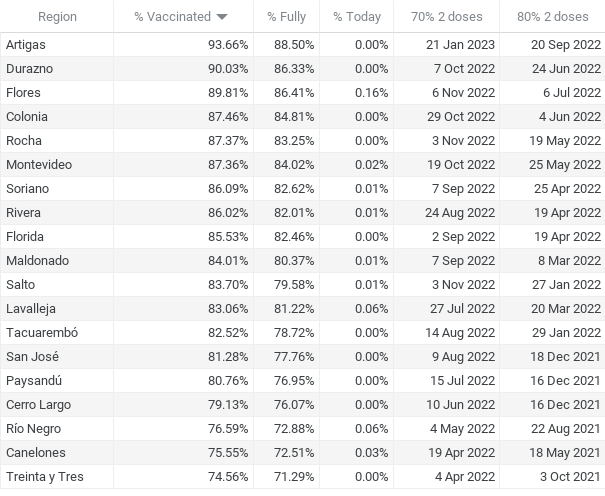 Region % Vaccinated % Fully % Today 70% 2 doses 80% 2 doses
Artigas 93.66% 88.50% 0.00% 21 Jan 2023 20 Sep 2022
Durazno 90.03% 86.33% 0.00% 7 Oct 2022 24 Jun 2022
Flores 89.81% 86.41% 0.16% 6 Nov 2022 6 Jul 2022
Colonia 87.46% 84.81% 0.00% 29 Oct 2022 4 Jun 2022
Rocha 87.37% 83.25% 0.00% 3 Nov 2022 19 May 2022
Montevideo 87.36% 84.02% 0.02% 19 Oct 2022 25 May 2022
Soriano 86.09% 82.62% 0.01% 7 Sep 2022 25 Apr 2022
Rivera 86.02% 82.01% 0.01% 24 Aug 2022 19 Apr 2022
Florida 85.53% 82.46% 0.00% 2 Sep 2022 19 Apr 2022
Maldonado 84.01% 80.37% 0.01% 7 Sep 2022 8 Mar 2022
Salto 83.70% 79.58% 0.01% 3 Nov 2022 27 Jan 2022
Lavalleja 83.06% 81.22% 0.06% 27 Jul 2022 20 Mar 2022
Tacuarembó 82.52% 78.72% 0.00% 14 Aug 2022 29 Jan 2022
San José 81.28% 77.76% 0.00% 9 Aug 2022 18 Dec 2021
Paysandú 80.76% 76.95% 0.00% 15 Jul 2022 16 Dec 2021
Cerro Largo 79.13% 76.07% 0.00% 10 Jun 2022 16 Dec 2021
Río Negro 76.59% 72.88% 0.06% 4 May 2022 22 Aug 2021
Canelones 75.55% 72.51% 0.03% 19 Apr 2022 18 May 2021
Treinta y Tres 74.56% 71.29% 0.00% 4 Apr 2022 3 Oct 2021